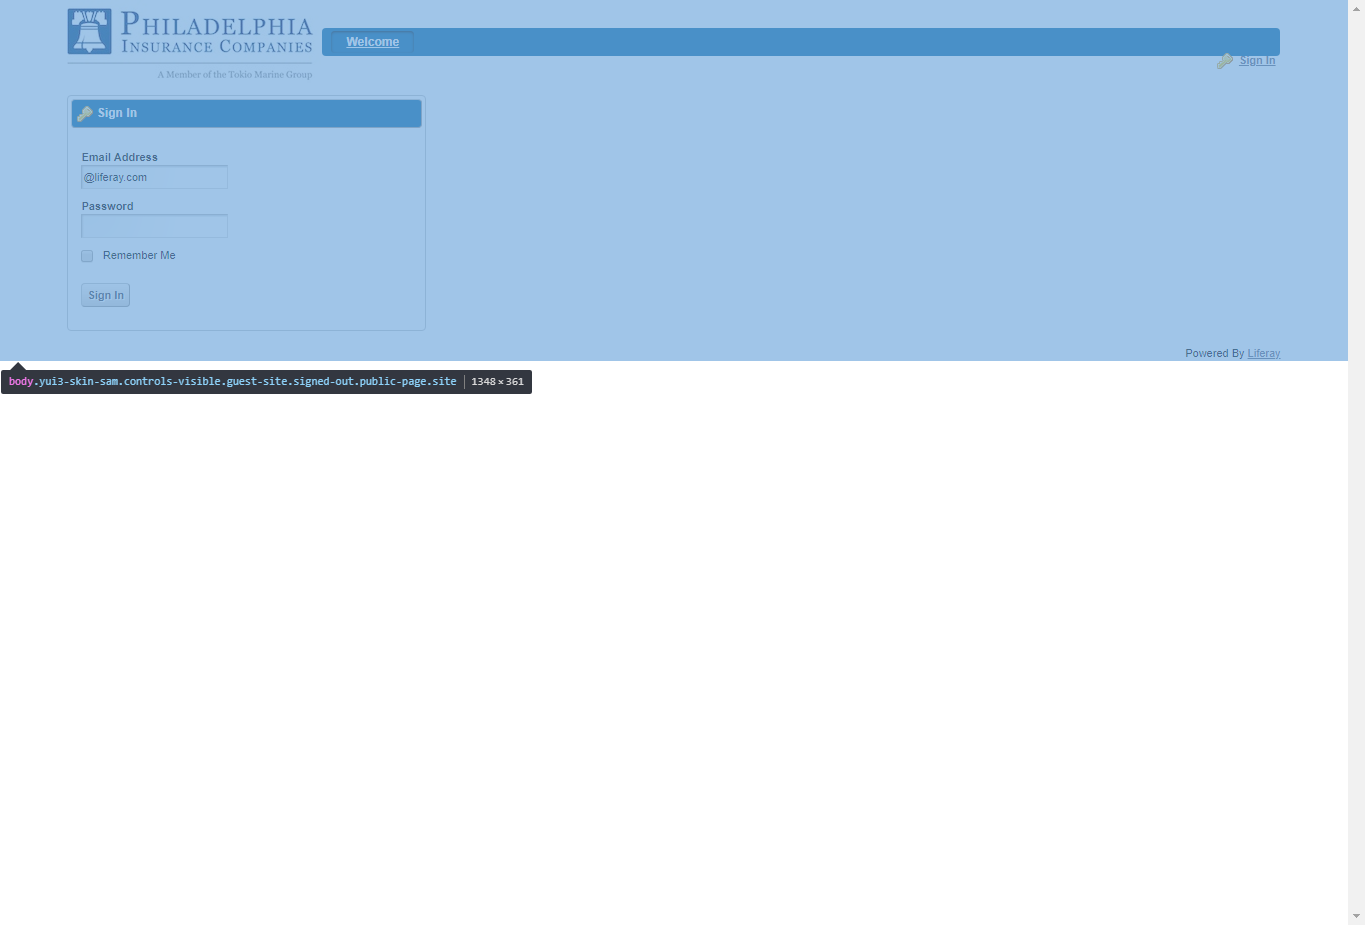 PHILADELPHIA
INSURANCE COMPANIES
A Member of the Tokio Marine Group
Welcome
Sign In
Sign In
Email Address
@liferay.com
Password
Remember Me
Sign In
Powered By Liferay
body.yui3-skin-sam.controls-visible.guest-site.signed-out.public-page.site 1348 × 361